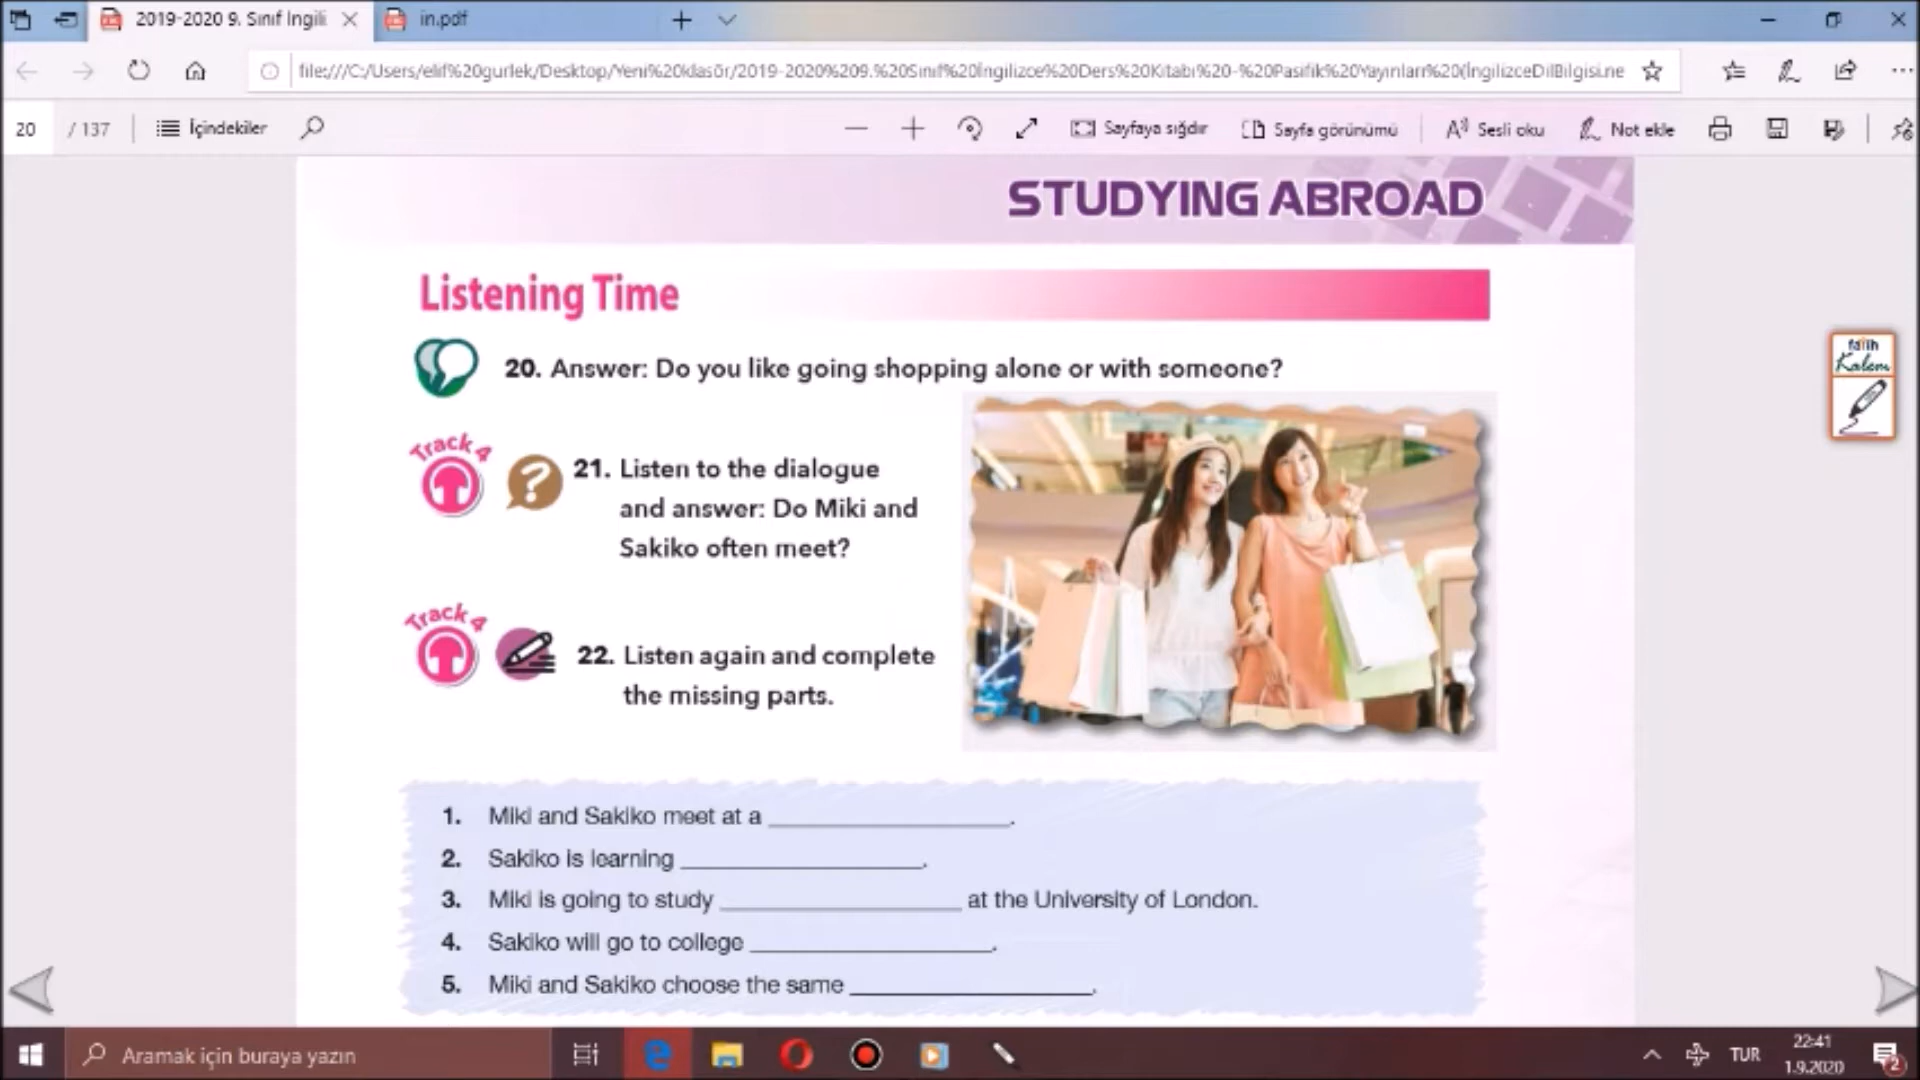 2019-2020 9. Sınıf İngili
in.pdf
file:///C:/Users/elif%20gurlek/Desktop/Yeni%20klasör/2019-2020%209.%20Sınıf%20İngilizce%20Ders%20Kitabı%20-%20Pasifik%20Yayınları%20(İngilizceDilBilgisi.ne
20 / 137 İçindekiler Sayfaya sığdır Sayfa görünümü Sesli oku Not ekle
STUDYING ABROAD
Listening Time
20. Answer: Do you like going shopping alone or with someone?
fatih
Kalem
Track 4
21. Listen to the dialogue
and answer: Do Miki and
Sakiko often meet?
Track 4
22. Listen again and complete
the missing parts.
1. Miki and Sakiko meet at a ____________________.
2. Sakiko is learning ____________________.
3. Miki is going to study ____________________ at the University of London.
4. Sakiko will go to college ____________________.
5. Miki and Sakiko choose the same ____________________.
Aramak için buraya yazın
TUR
22:41
1.9.2020
2